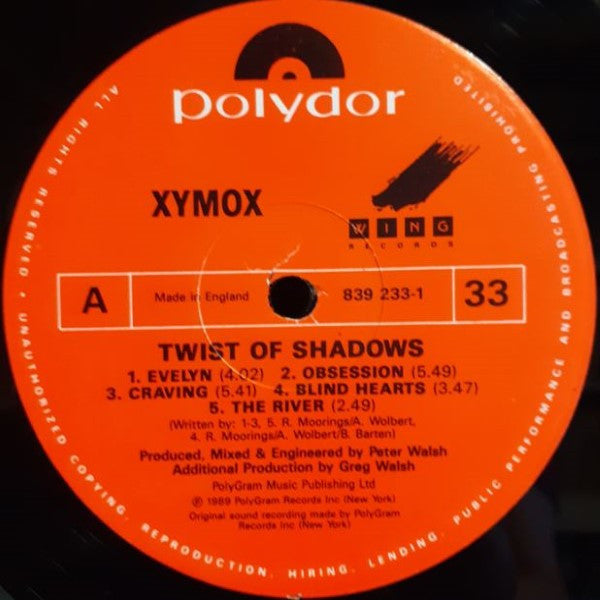 polydor
XYMOX
WING
RECORDS
A
Made in England
839 233-1
33
TWIST OF SHADOWS
1. EVELYN (4.02) 2. OBSESSION (5.49)
3. CRAVING (5.41) 4. BLIND HEARTS (3.47)
5. THE RIVER (2.49)
(Written by: 1-3, 5. R. Moorings/A. Wolbert,
4. R. Moorings/A. Wolbert/B. Barten)
Produced, Mixed & Engineered by Peter Walsh
Additional Production by Greg Walsh
PolyGram Music Publishing Ltd
℗ 1989 PolyGram Records Inc (New York)
Original sound recording made by PolyGram
Records Inc (New York)
ALL RIGHTS RESERVED • UNAUTHORIZED COPYING, REPRODUCTION, HIRING, LENDING, PUBLIC PERFORMANCE AND BROADCASTING PROHIBITED